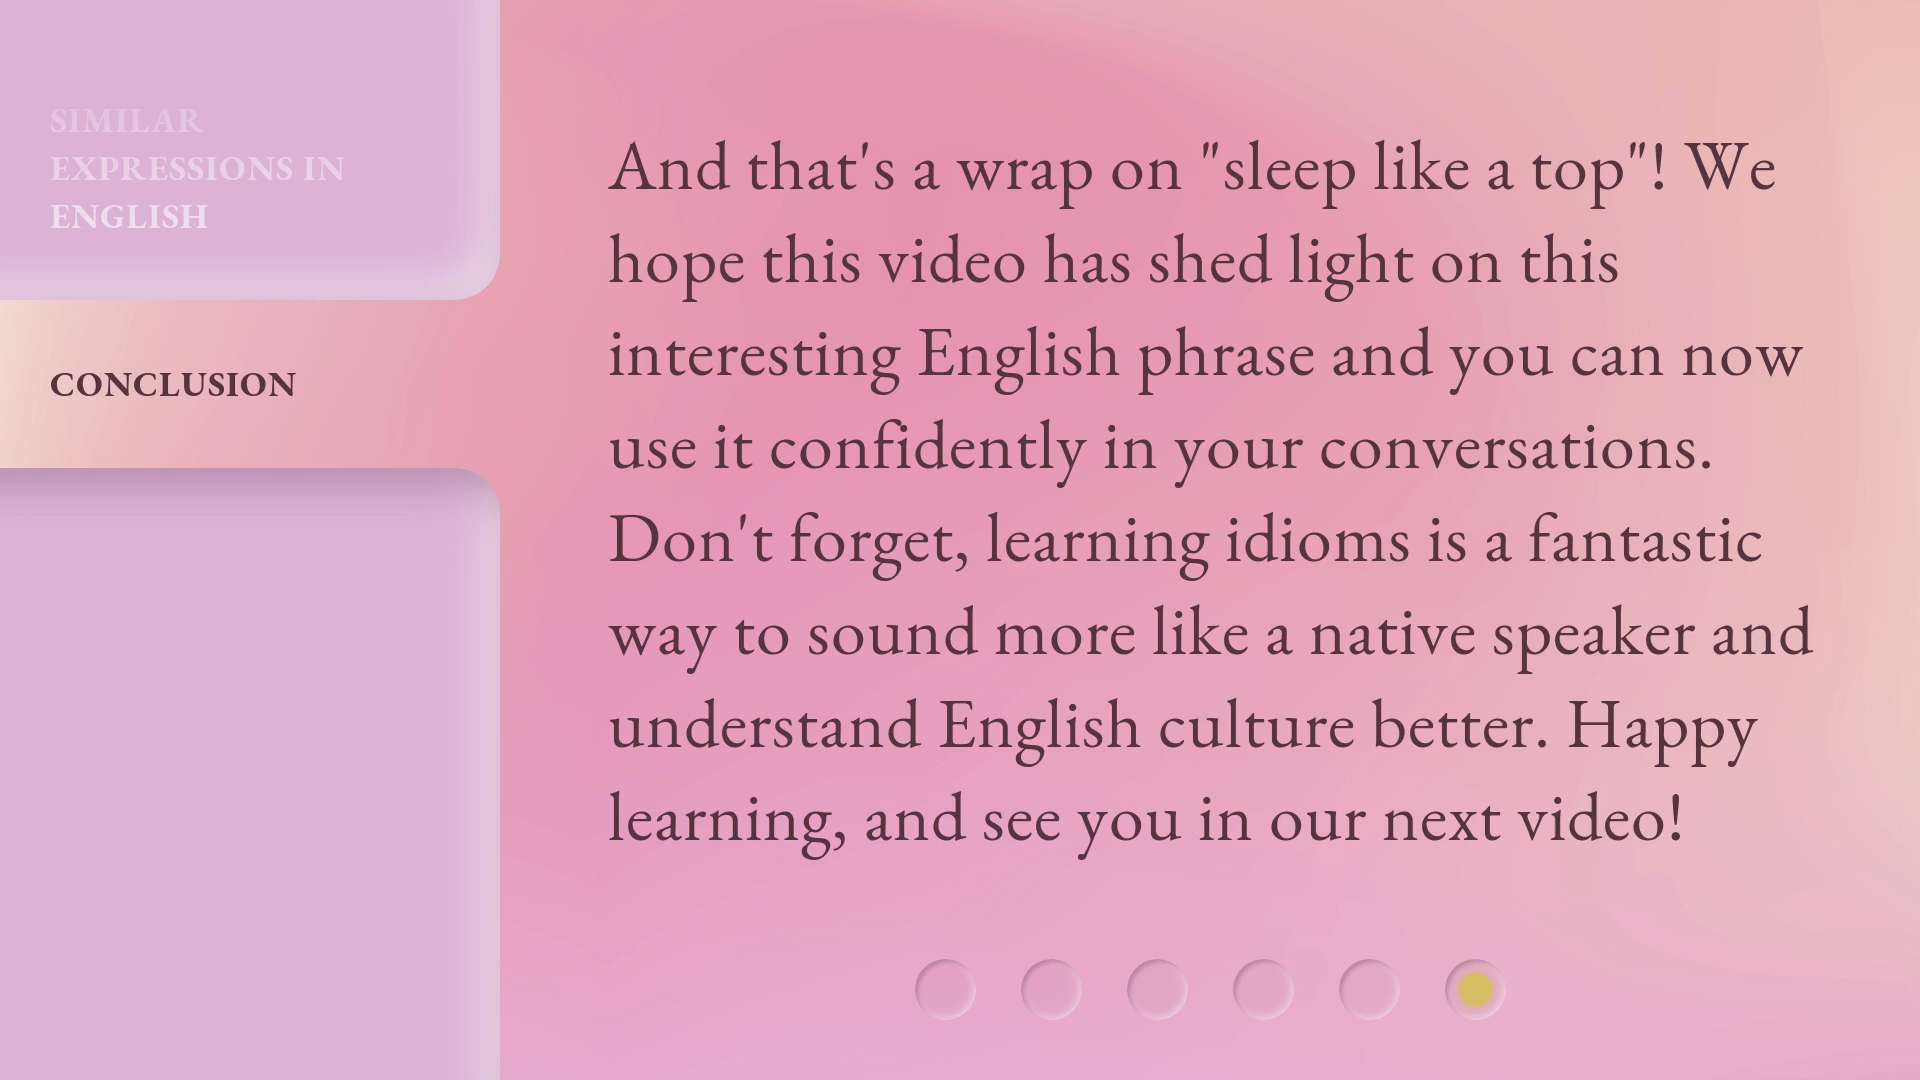 SIMILAR
EXPRESSIONS IN
ENGLISH
CONCLUSION
And that's a wrap on "sleep like a top"! We
hope this video has shed light on this
interesting English phrase and you can now
use it confidently in your conversations.
Don't forget, learning idioms is a fantastic
way to sound more like a native speaker and
understand English culture better. Happy
learning, and see you in our next video!